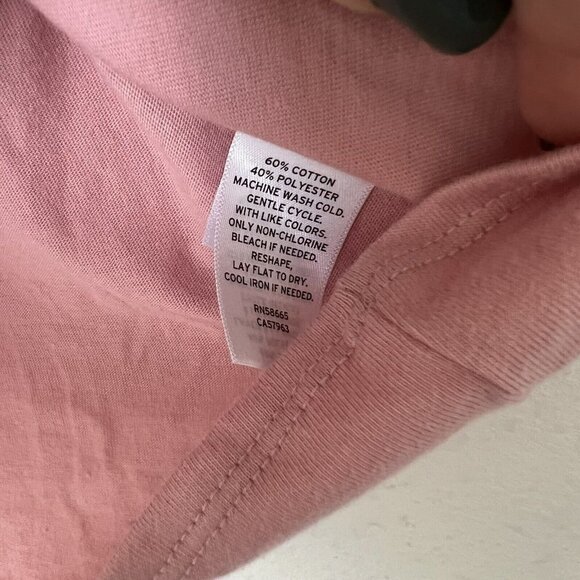 60% COTTON
40% POLYESTER
MACHINE WASH COLD.
GENTLE CYCLE.
WITH LIKE COLORS.
ONLY NON-CHLORINE
BLEACH IF NEEDED.
RESHAPE,
LAY FLAT TO DRY.
COOL IRON IF NEEDED.
RN58665
CA57963